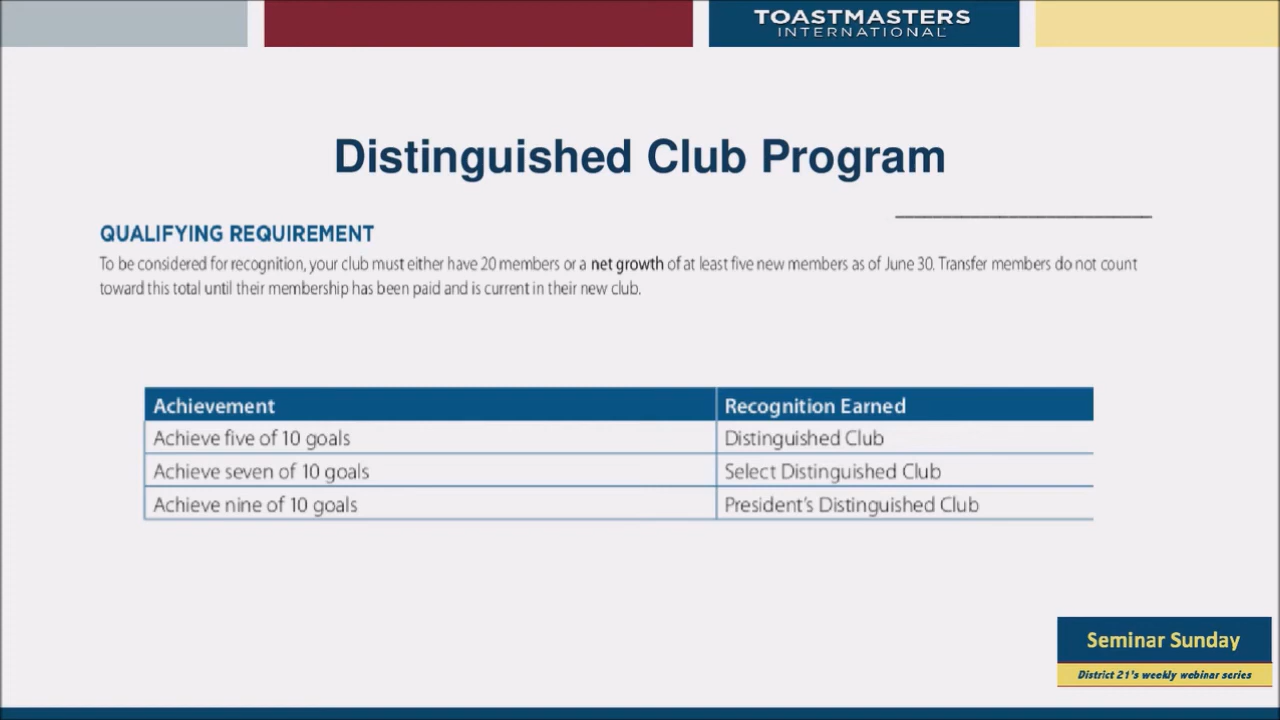 TOASTMASTERS
INTERNATIONAL
Distinguished Club Program
QUALIFYING REQUIREMENT
To be considered for recognition, your club must either have 20 members or a net growth of at least five new members as of June 30. Transfer members do not count
toward this total until their membership has been paid and is current in their new club.
Achievement Recognition Earned
Achieve five of 10 goals Distinguished Club
Achieve seven of 10 goals Select Distinguished Club
Achieve nine of 10 goals President's Distinguished Club
Seminar Sunday
District 21's weekly webinar series